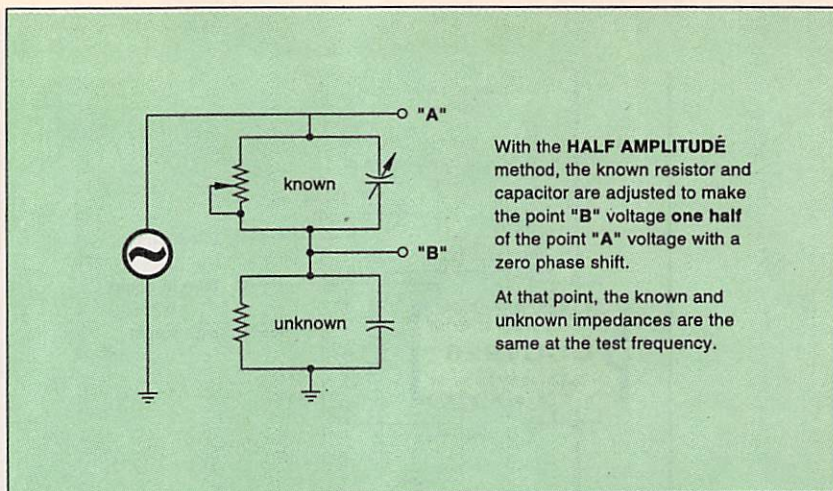 "A"
known
"B"
unknown
With the HALF AMPLITUDE
method, the known resistor and
capacitor are adjusted to make
the point "B" voltage one half
of the point "A" voltage with a
zero phase shift.
At that point, the known and
unknown impedances are the
same at the test frequency.